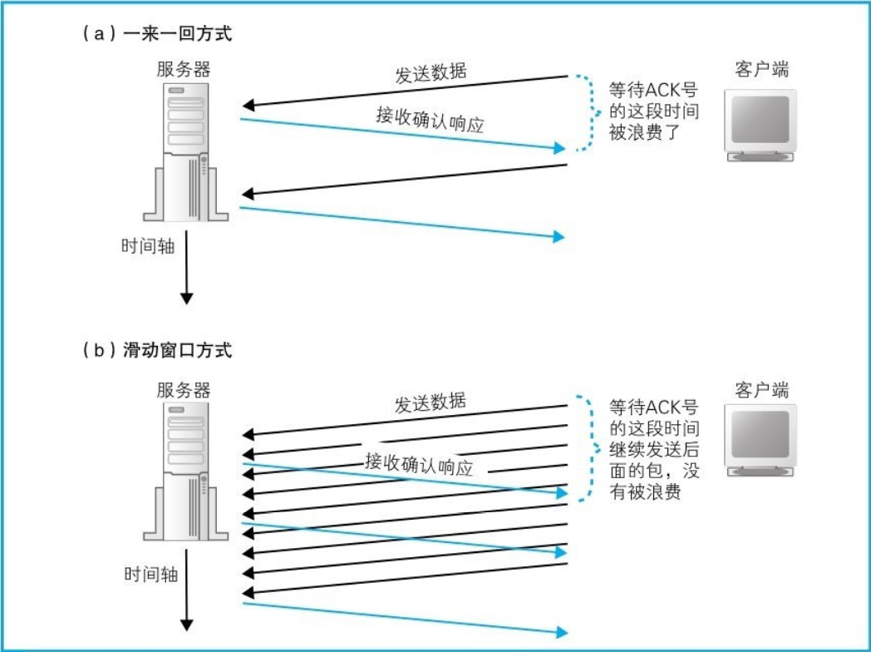 （a）一来一回方式
服务器
发送数据
接收确认响应
等待ACK号
的这段时间
被浪费了
客户端
时间轴
（b）滑动窗口方式
服务器
发送数据
接收确认响应
等待ACK号
的这段时间
继续发送后
面的包，没
有被浪费
客户端
时间轴